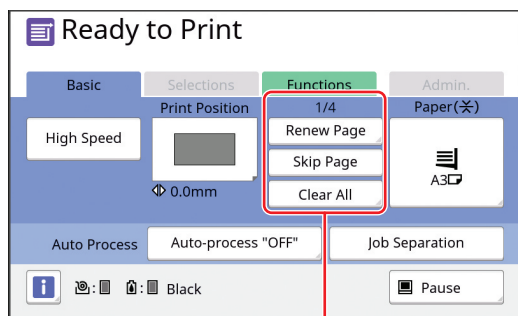 Ready to Print
Basic Selections Functions Admin.
Print Position 1/4 Paper(
High Speed
Renew Page
Skip Page
Clear All
0.0mm
A3
Auto Process Auto-process "OFF" Job Separation
i : : Black Pause